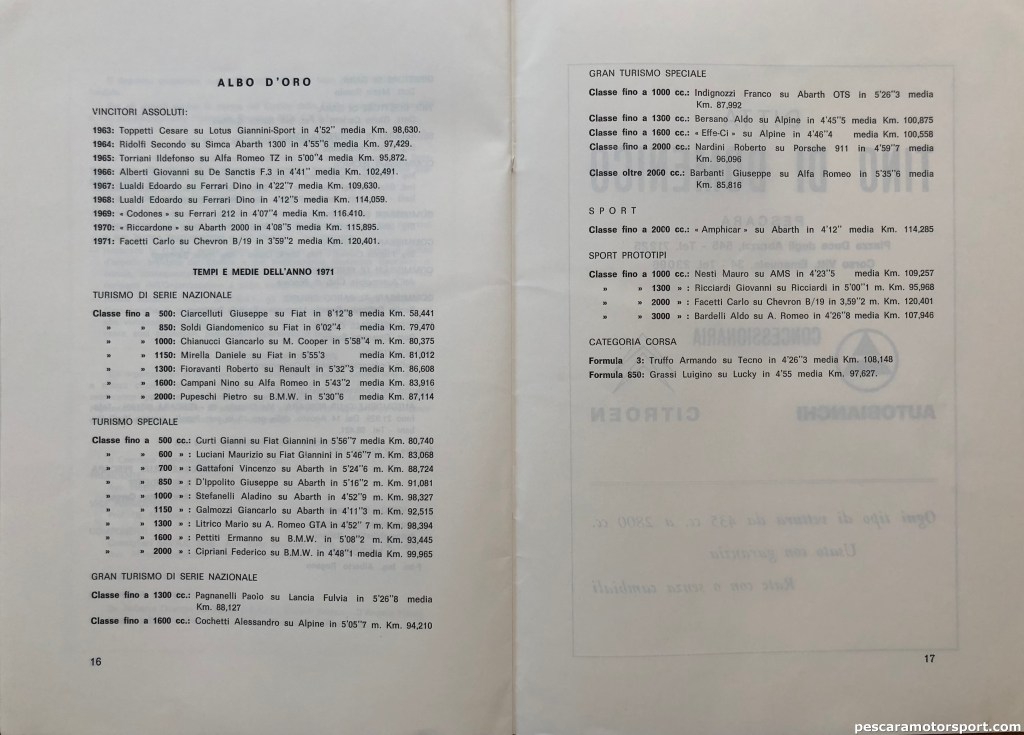 ALBO D'ORO
VINCITORI ASSOLUTI:
1963: Toppetti Cesare su Lotus Giannini-Sport in 4'52" media Km. 98,630.
1964: Ridolfi Secondo su Simca Abarth 1300 in 4'55"6 media Km. 97,429.
1965: Torriani Ildefonso su Alfa Romeo TZ in 5'00"4 media Km. 95,872.
1966: Alberti Giovanni su De Sanctis F.3 in 4'41" media Km. 102,491.
1967: Lualdi Edoardo su Ferrari Dino in 4'22"7 media Km. 109,630.
1968: Lualdi Edoardo su Ferrari Dino in 4'12"5 media Km. 114,059.
1969: « Codones » su Ferrari 212 in 4'07"4 media Km. 116.410.
1970: « Riccardone » su Abarth 2000 in 4'08"5 media Km. 115,895.
1971: Facetti Carlo su Chevron B/19 in 3'59"2 media Km. 120,401.
TEMPI E MEDIE DELL'ANNO 1971
TURISMO DI SERIE NAZIONALE
Classe fino a 500: Ciarcelluti Giuseppe su Fiat in 8'12"8 media Km. 58,441
» » 850: Soldi Giandomenico su Fiat in 6'02"4 media Km. 79,470
» » 1000: Chianucci Giancarlo su M. Cooper in 5'58"4 m. Km. 80,375
» » 1150: Mirella Daniele su Fiat in 5'55"3 media Km. 81,012
» » 1300: Fioravanti Roberto su Renault in 5'32"3 media Km. 86,608
» » 1600: Campani Nino su Alfa Romeo in 5'43"2 media Km. 83,916
» » 2000: Pupeschi Pietro su B.M.W. in 5'30"6 media Km. 87,114
TURISMO SPECIALE
Classe fino a 500 cc.: Curti Gianni su Fiat Giannini in 5'56"7 media Km. 80,740
» » 600 » : Luciani Maurizio su Fiat Giannini in 5'46"7 m. Km. 83,068
» » 700 » : Gattafoni Vincenzo su Abarth in 5'24"6 m. Km. 88,724
» » 850 » : D'Ippolito Giuseppe su Abarth in 5'16"2 m. Km. 91,081
» » 1000 » : Stefanelli Aladino su Abarth in 4'52"9 m. Km. 98,327
» » 1150 » : Galmozzi Giancarlo su Abarth in 4'11"3 m. Km. 92,515
» » 1300 » : Litrico Mario su A. Romeo GTA in 4'52" 7 m. Km. 98,394
» » 1600 » : Pettiti Ermanno su B.M.W. in 5'08"2 m. Km. 93,445
» » 2000 » : Cipriani Federico su B.M.W. in 4'48"1 media Km. 99,965
GRAN TURISMO DI SERIE NAZIONALE
Classe fino a 1300 cc.: Pagnanelli Paolo su Lancia Fulvia in 5'26"8 media
Km. 88,127
Classe fino a 1600 cc.: Cochetti Alessandro su Alpine in 5'05"7 m. Km. 94,210
16
GRAN TURISMO SPECIALE
Classe fino a 1000 cc.: Indignozzi Franco su Abarth OTS in 5'26"3 media
Km. 87,992
Classe fino a 1300 cc.: Bersano Aldo su Alpine in 4'45"5 media Km. 100,875
Classe fino a 1600 cc.: « Effe-Ci » su Alpine in 4'46"4 media Km. 100,558
Classe fino a 2000 cc.: Nardini Roberto su Porsche 911 in 4'59"7 media
Km. 96,096
Classe oltre 2000 cc.: Barbanti Giuseppe su Alfa Romeo in 5'35"6 media
Km. 85,816
SPORT
Classe fino a 2000 cc.: « Amphicar » su Abarth in 4'12" media Km. 114,285
SPORT PROTOTIPI
Classe fino a 1000 cc.: Nesti Mauro su AMS in 4'23"5 media Km. 109,257
» » 1300 » : Ricciardi Giovanni su Ricciardi in 5'00"1 m. Km. 95,968
» » 2000 » : Facetti Carlo su Chevron B/19 in 3,59"2 m. Km. 120,401
» » 3000 » : Bardelli Aldo su A. Romeo in 4'26"8 media Km. 107,946
CATEGORIA CORSA
Formula 3: Truffo Armando su Tecno in 4'26"3 media Km. 108,148
Formula 850: Grassi Luigino su Lucky in 4'55 media Km. 97,627.
17
pescaramotorsport.com